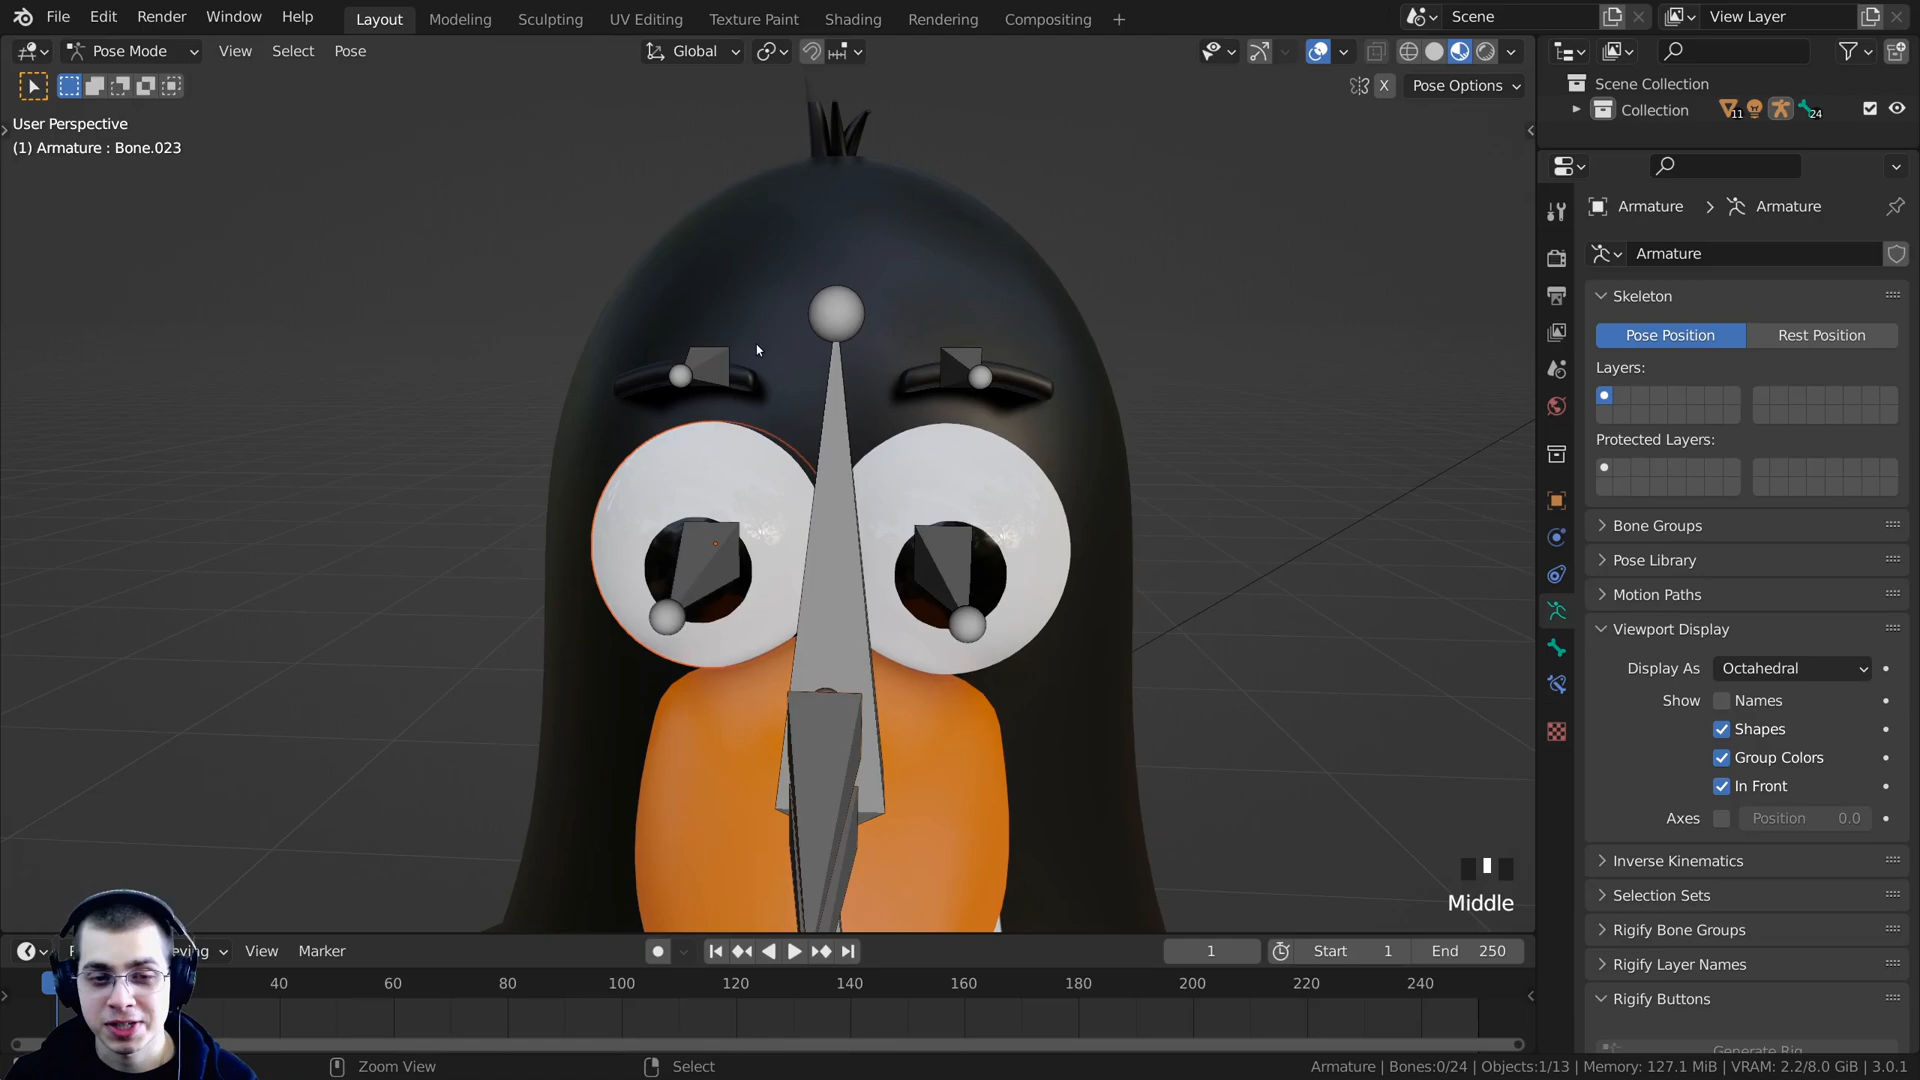 File Edit Render Window Help Layout Modeling Sculpting UV Editing Texture Paint Shading Rendering Compositing Scene View Layer
Pose Mode View Select Pose Global
X Pose Options
Scene Collection
Collection 11 24
User Perspective
(1) Armature : Bone.023
Armature Armature
Armature
Skeleton
Pose Position Rest Position
Layers:
Protected Layers:
Bone Groups
Pose Library
Motion Paths
Viewport Display
Display As Octahedral
Show Names
Shapes
Group Colors
In Front
Axes Position 0.0
Inverse Kinematics
Selection Sets
Rigify Bone Groups
Rigify Layer Names
Rigify Buttons
Generate Rig
Middle
View Marker 1 Start 1 End 250
40 60 80 100 120 140 160 180 200 220 240
Zoom View Select Armature | Bones:0/24 | Objects:1/13 | Memory: 127.1 MiB | VRAM: 2.2/8.0 GiB | 3.0.1